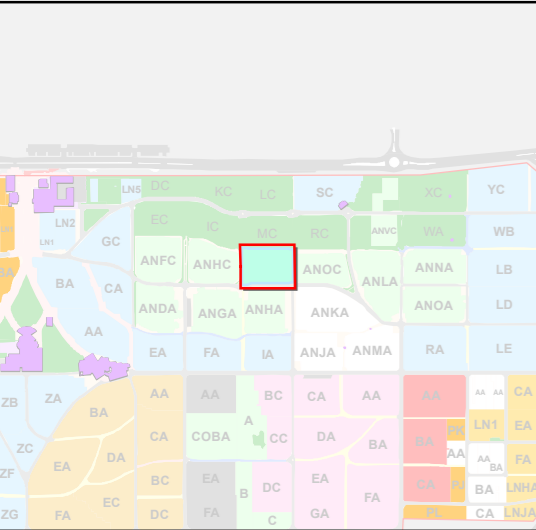 LN5 DC KC LC SC XC YC
LN2 EC IC MC RC ANVC WA WB
LN1 GC
ANFC ANHC ANOC ANNA LB
BA CA ANLA
ANDA ANGA ANHA ANKA ANOA LD
AA
EA FA IA ANJA ANMA RA LE
ZB ZA BA AA AA BC CA AA AA AA AA CA
A
ZC CA COBA CC DA BA BA PK LN1 EA
EA DA AA AA BA FA
ZF BC EA DC EA CA PJ BA LNHA
B
ZG FA EC DC FA C GA FA PL CA LNJA